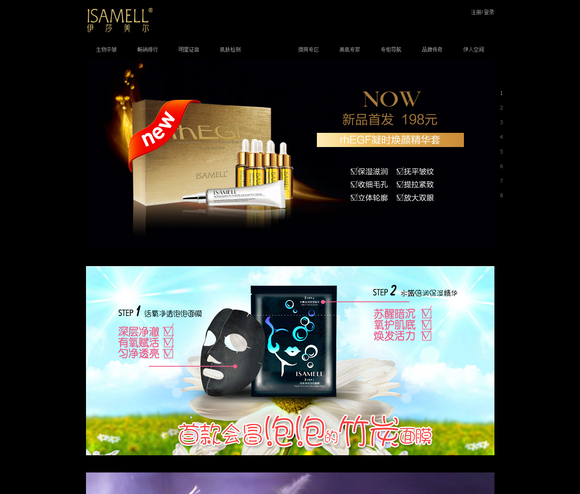 ISAMELL®
伊莎美尔
注册/登录
生物平皱
畅销排行
明星证言
肌肤检测
微商专区
美肌专家
专柜导航
品牌传奇
伊人空间
new
rhEGF
ISAMELL
ISAMELL
NOW
新品首发 198元
rhEGF凝时焕颜精华套
保湿滋润
抚平皱纹
收细毛孔
提拉紧致
立体轮廓
放大双眼
1
2
3
4
5
6
7
8
STEP 1 活氧净透泡泡面膜
深层净澈
有氧赋活
匀净透亮
STEP 2 水酷倍润保湿精华
苏醒暗沉
氧护肌底
焕发活力
ISAMELL
首款会冒泡泡的竹炭面膜